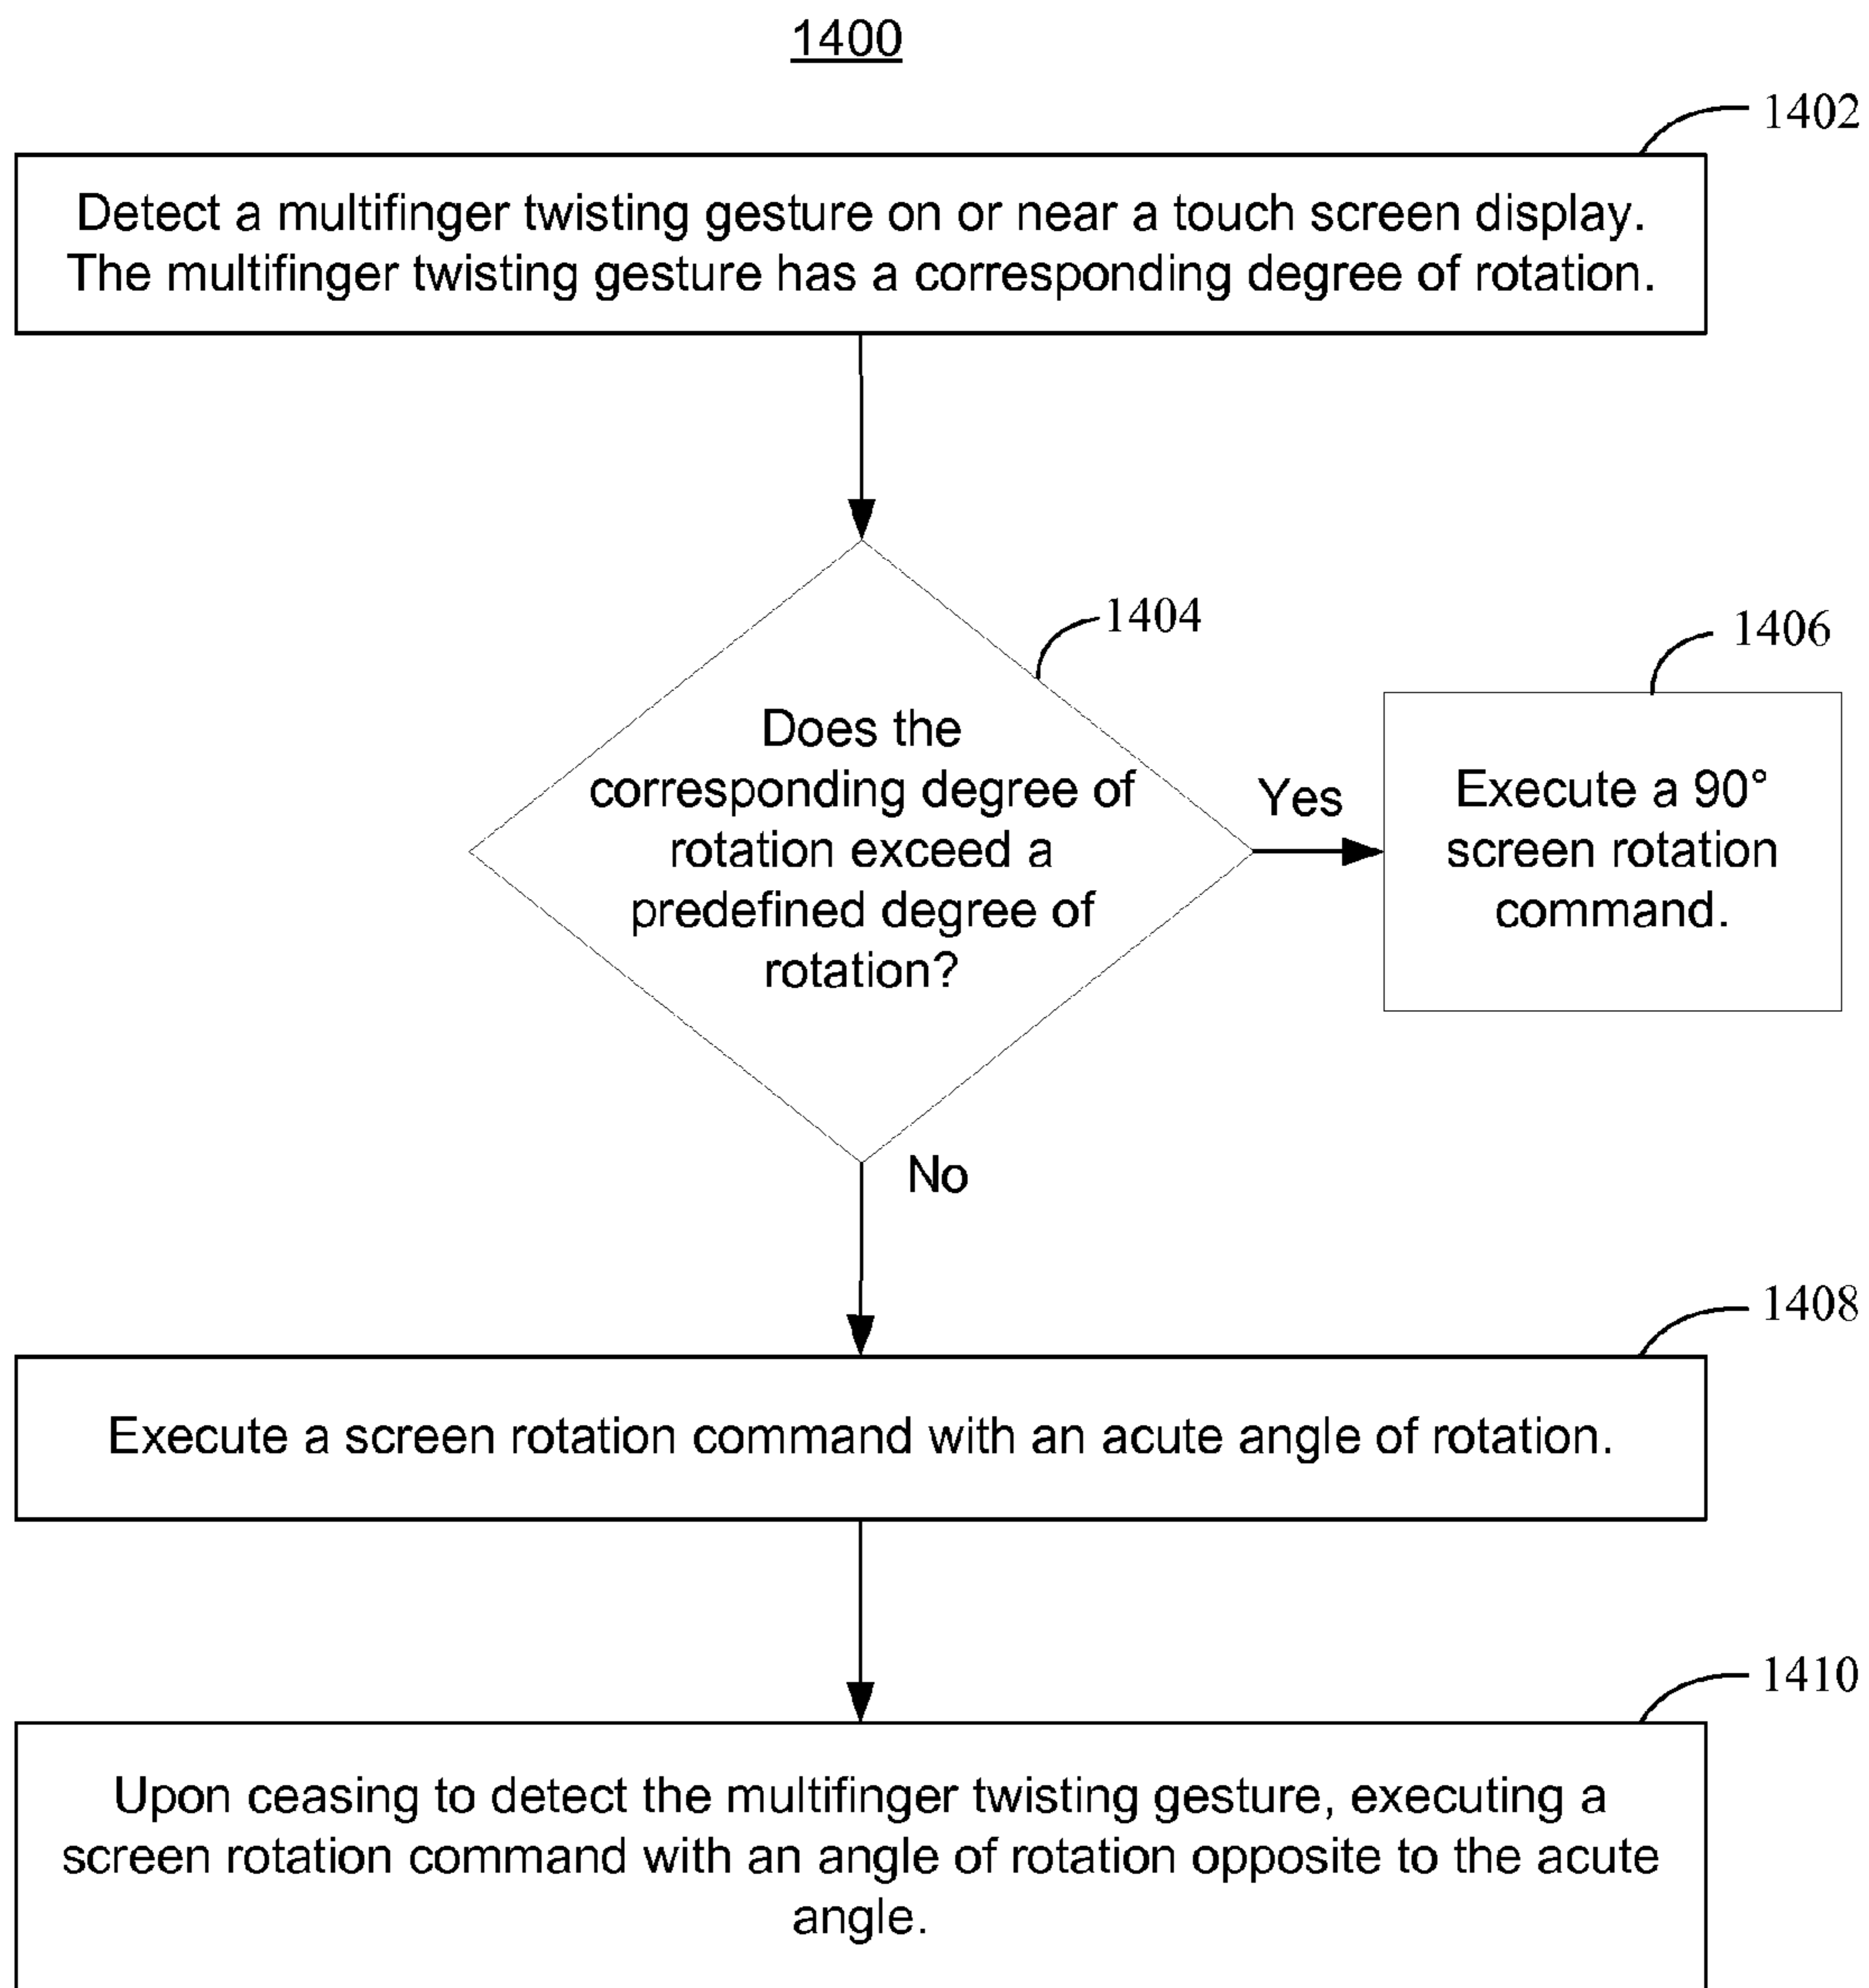 1400
1402
Detect a multifinger twisting gesture on or near a touch screen display.
The multifinger twisting gesture has a corresponding degree of rotation.
1404
Does the
corresponding degree of
rotation exceed a
predefined degree of
rotation?
Yes
1406
Execute a 90°
screen rotation
command.
No
1408
Execute a screen rotation command with an acute angle of rotation.
1410
Upon ceasing to detect the multifinger twisting gesture, executing a
screen rotation command with an angle of rotation opposite to the acute
angle.